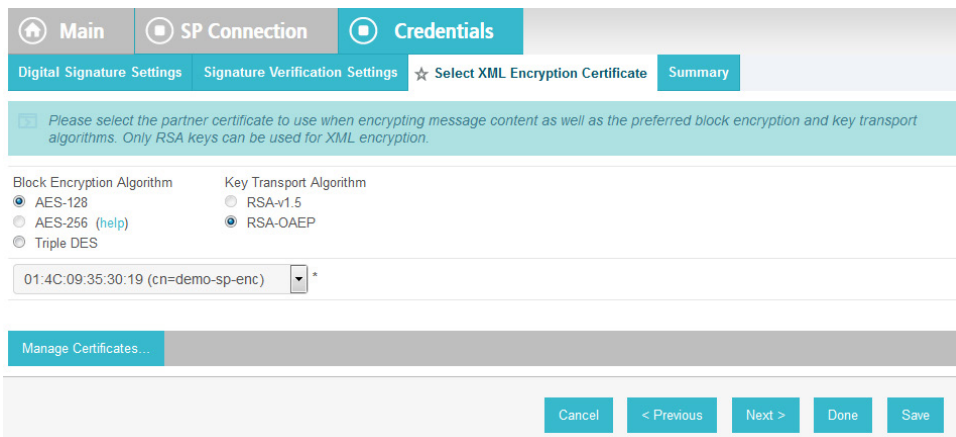 Main SP Connection Credentials
Digital Signature Settings Signature Verification Settings Select XML Encryption Certificate Summary
Please select the partner certificate to use when encrypting message content as well as the preferred block encryption and key transport
algorithms. Only RSA keys can be used for XML encryption.
Block Encryption Algorithm Key Transport Algorithm
AES-128 RSA-v1.5
AES-256 (help) RSA-OAEP
Triple DES
01:4C:09:35:30:19 (cn=demo-sp-enc) *
Manage Certificates...
Cancel < Previous Next > Done Save